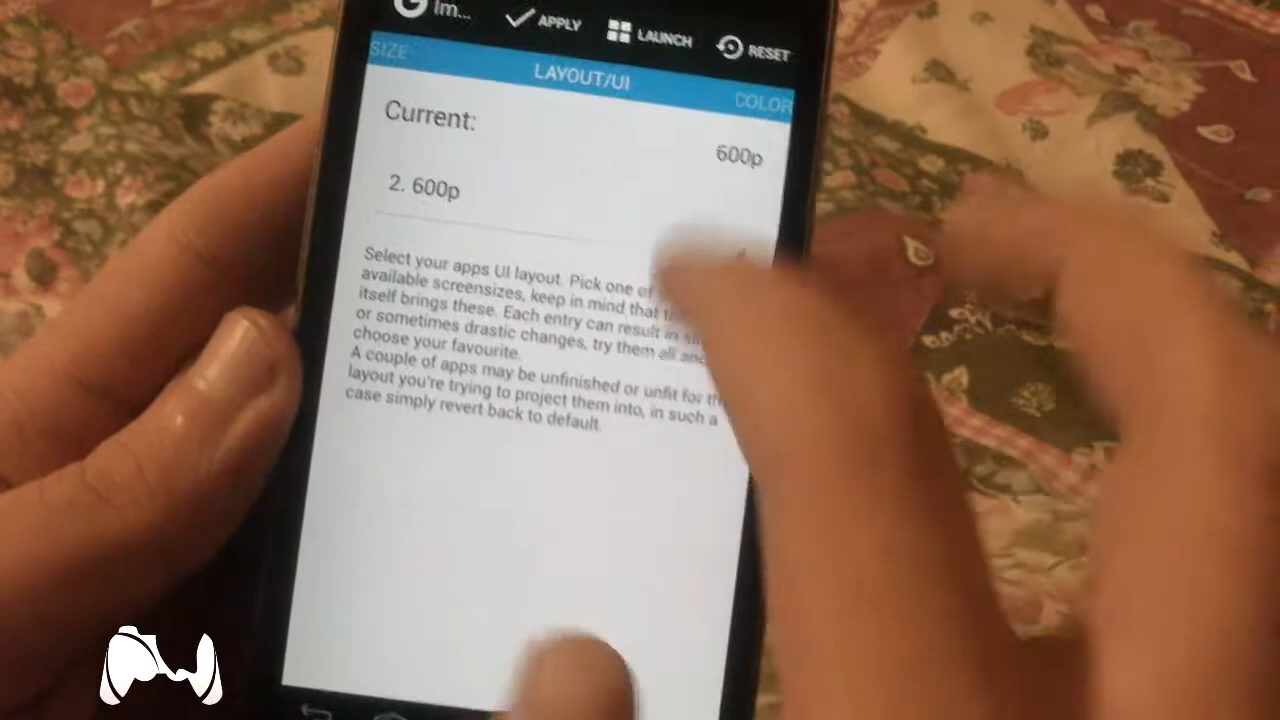 Im...
APPLY
LAUNCH
RESET
SIZE
LAYOUT/UI
COLOR
Current:
600p
2. 600p
Select your apps UI layout. Pick one of
available screensizes, keep in mind that
itself brings these. Each entry can result in
or sometimes drastic changes, try them all and
choose your favourite.
A couple of apps may be unfinished or unfit for the
layout you're trying to project them into, in such a
case simply revert back to default.